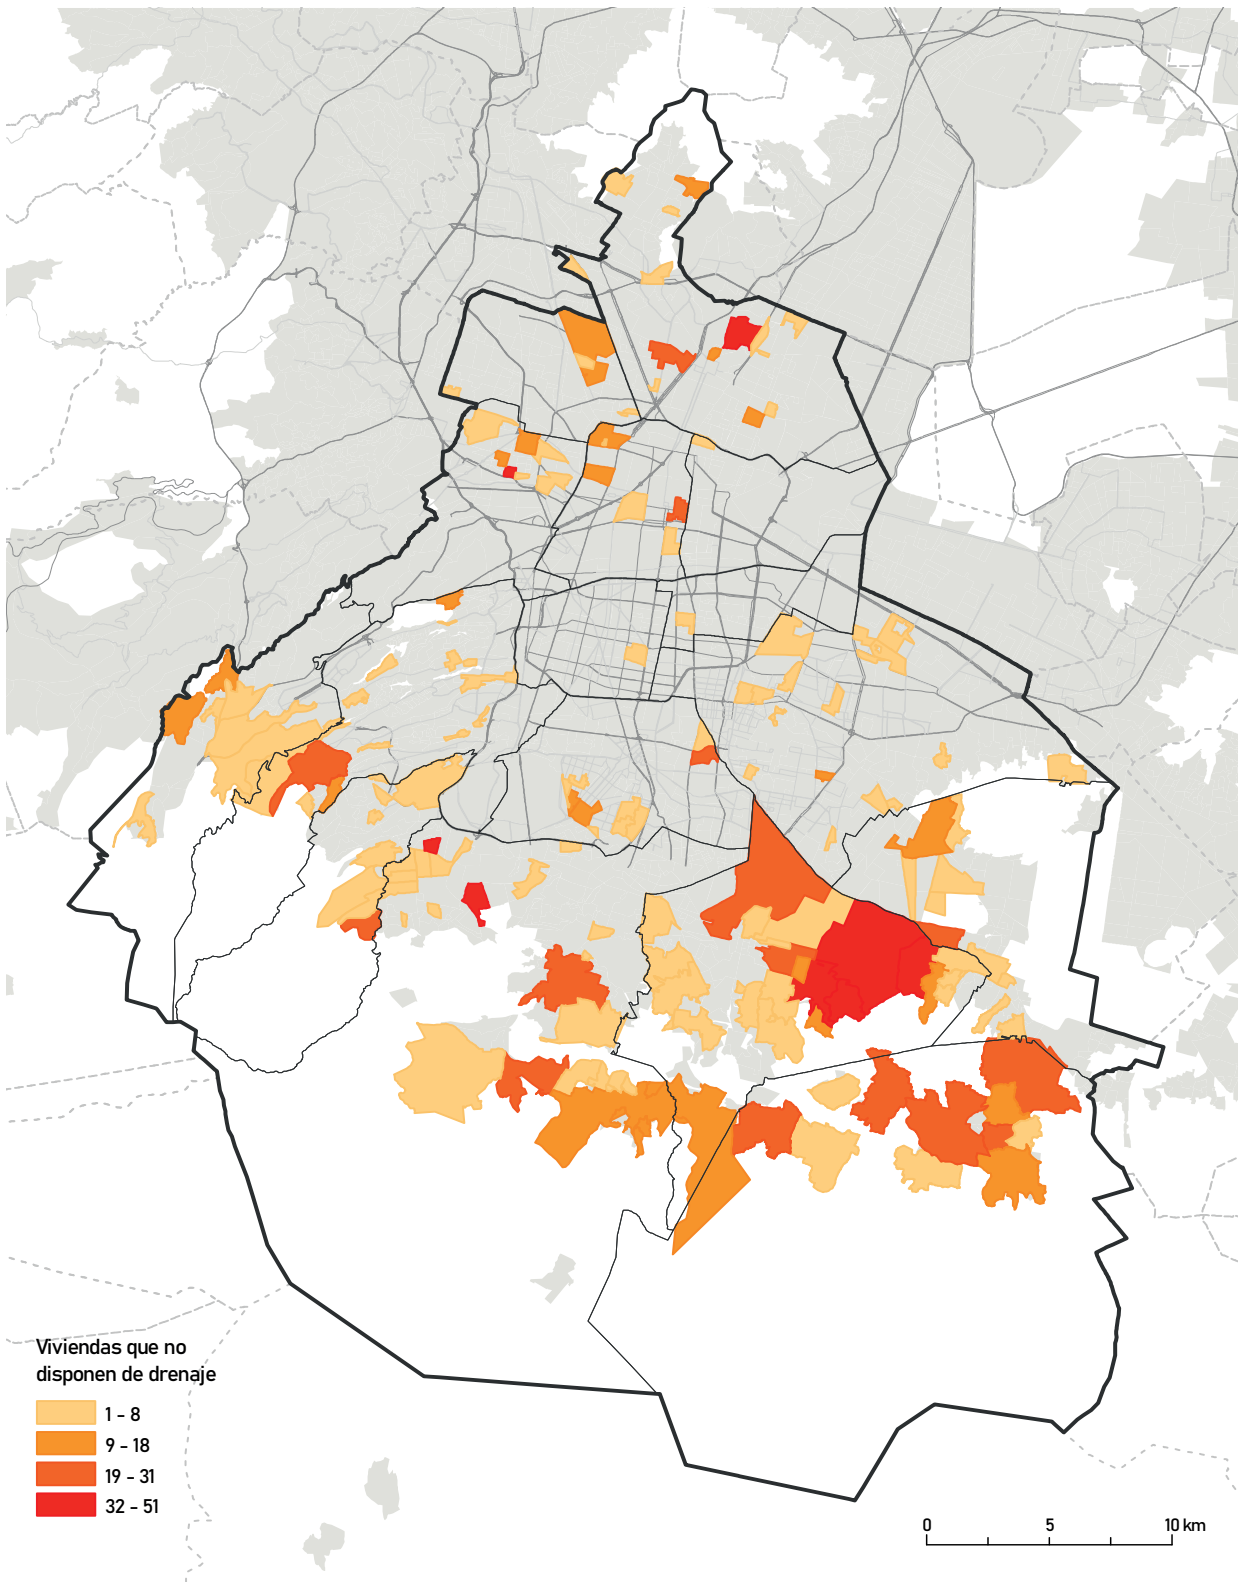 Viviendas que no
disponen de drenaje
1 - 8
9 - 18
19 - 31
32 - 51
0 5 10 km